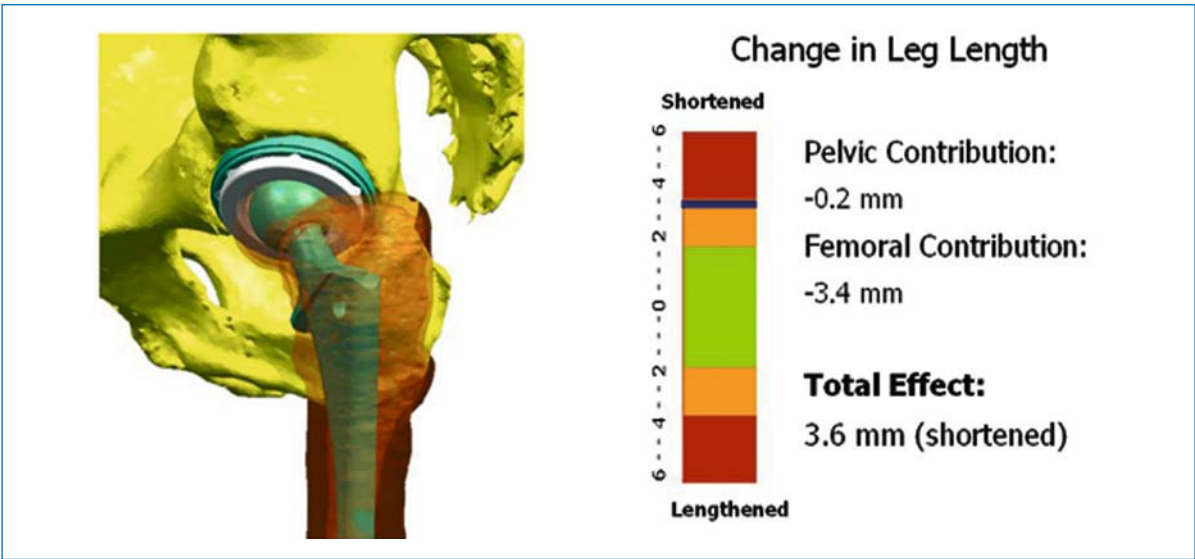 Change in Leg Length
Shortened
6 - - 4 - - 2 - - 0 - - 2 - - 4 - - 6
Pelvic Contribution:
-0.2 mm
Femoral Contribution:
-3.4 mm
Total Effect:
3.6 mm (shortened)
Lengthened